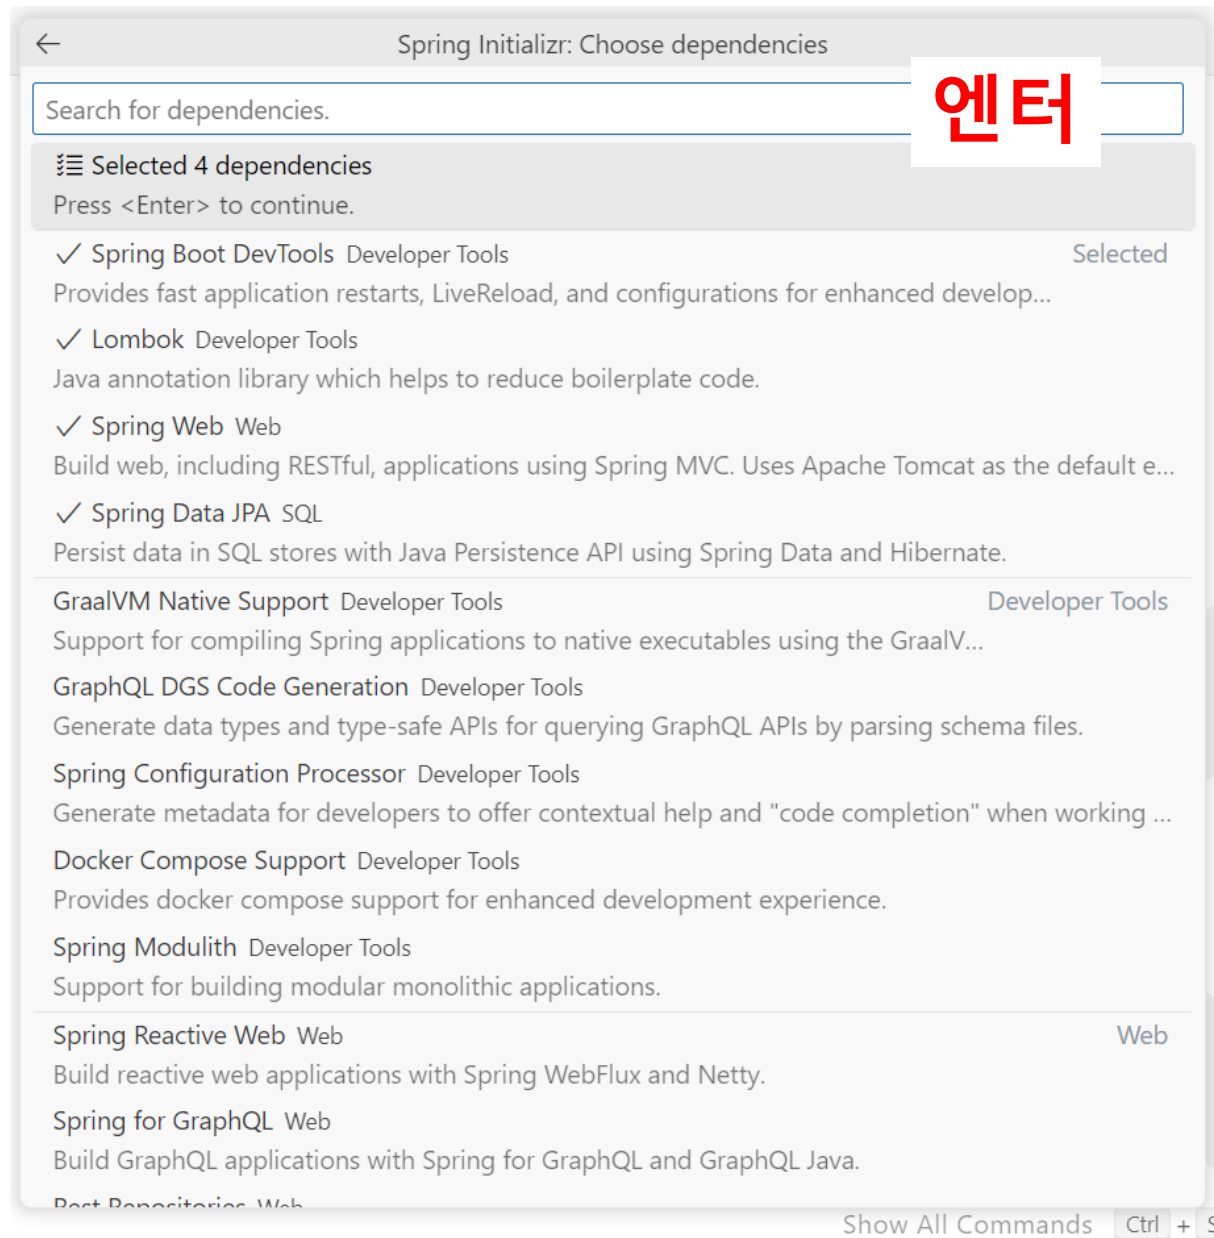 Spring Initializr: Choose dependencies
엔터
Search for dependencies.
Selected 4 dependencies
Press <Enter> to continue.
Spring Boot DevTools Developer Tools Selected
Provides fast application restarts, LiveReload, and configurations for enhanced develop...
Lombok Developer Tools
Java annotation library which helps to reduce boilerplate code.
Spring Web Web
Build web, including RESTful, applications using Spring MVC. Uses Apache Tomcat as the default e...
Spring Data JPA SQL
Persist data in SQL stores with Java Persistence API using Spring Data and Hibernate.
GraalVM Native Support Developer Tools Developer Tools
Support for compiling Spring applications to native executables using the GraalV...
GraphQL DGS Code Generation Developer Tools
Generate data types and type-safe APIs for querying GraphQL APIs by parsing schema files.
Spring Configuration Processor Developer Tools
Generate metadata for developers to offer contextual help and "code completion" when working ...
Docker Compose Support Developer Tools
Provides docker compose support for enhanced development experience.
Spring Modulith Developer Tools
Support for building modular monolithic applications.
Spring Reactive Web Web Web
Build reactive web applications with Spring WebFlux and Netty.
Spring for GraphQL Web
Build GraphQL applications with Spring for GraphQL and GraphQL Java.
Rest Repositories Web
Show All Commands Ctrl +